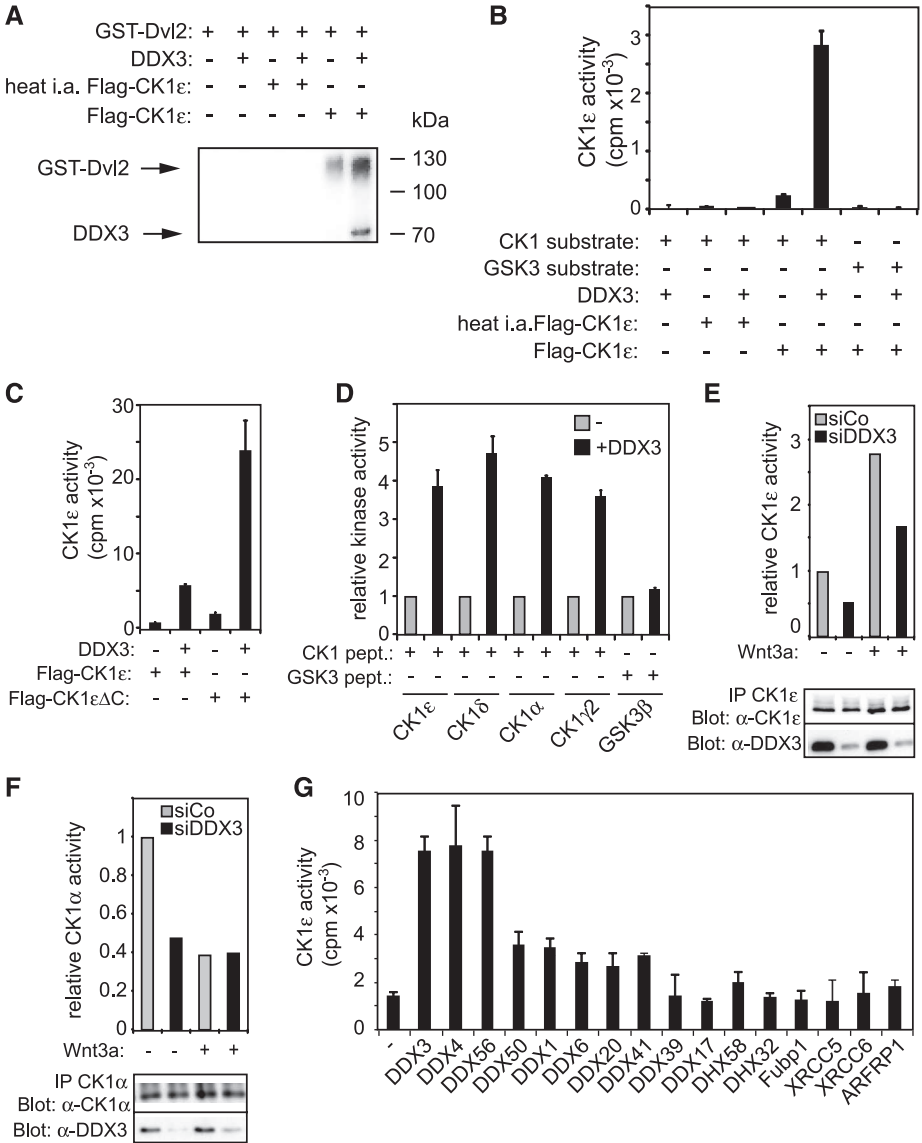 A
GST-Dvl2: + + + + + +
DDX3: - + - + - +
heat i.a. Flag-CK1ε: - - + + - -
Flag-CK1ε: - - - - + +
kDa
GST-Dvl2
– 130
– 100
DDX3
– 70
B
CK1ε activity
(cpm x10⁻³)
3
2
1
0
CK1 substrate: + + + + + - -
GSK3 substrate: - - - - - + +
DDX3: + - + - + - +
heat i.a.Flag-CK1ε: - + + - - - -
Flag-CK1ε: - - - + + + +
C
CK1ε activity
(cpm x10⁻³)
30
20
10
0
DDX3: - + - +
Flag-CK1ε: + + - -
Flag-CK1εΔC: - - + +
D
relative kinase activity
5
4
3
2
1
0
-
+DDX3
CK1 pept.: + + + + + + + + - -
GSK3 pept.: - - - - - - - - + +
CK1ε
CK1δ
CK1α
CK1γ2
GSK3β
E
relative CK1ε activity
siCo
siDDX3
3
2
1
0
Wnt3a: - - + +
IP CK1ε
Blot: α-CK1ε
Blot: α-DDX3
F
relative CK1α activity
siCo
siDDX3
1
0.8
0.6
0.4
0.2
0
Wnt3a: - - + +
IP CK1α
Blot: α-CK1α
Blot: α-DDX3
G
CK1ε activity
(cpm x10⁻³)
10
8
6
4
2
0
-
DDX3
DDX4
DDX56
DDX50
DDX1
DDX6
DDX20
DDX41
DDX39
DDX17
DHX58
DHX32
Fubp1
XRCC5
XRCC6
ARFRP1